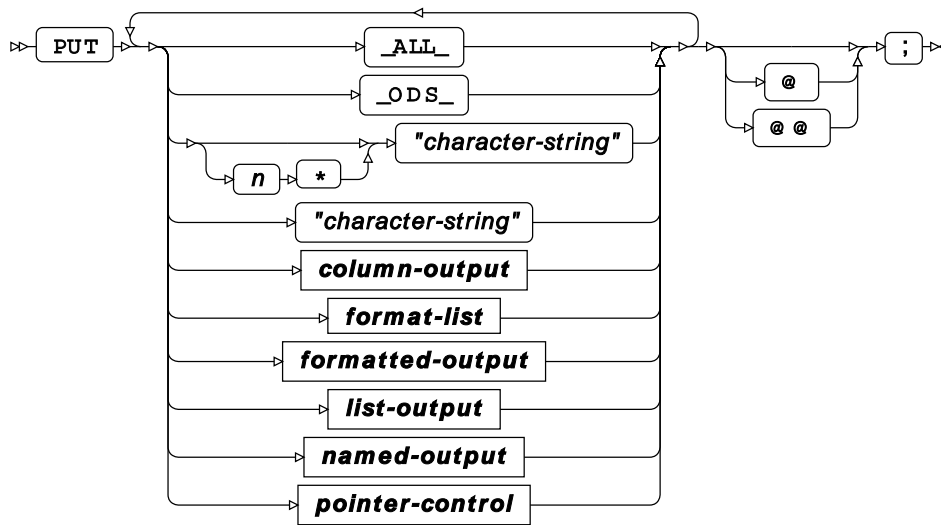 PUT _ALL_ ;
@
_ODS_
@ @
"character-string"
n *
"character-string"
column-output
format-list
formatted-output
list-output
named-output
pointer-control